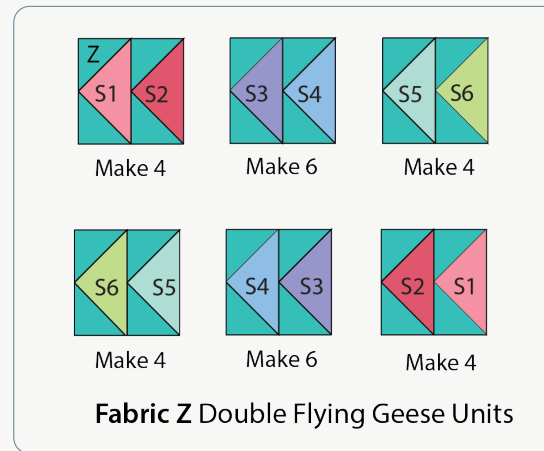 Z
S1 S2 S3 S4 S5 S6
Make 4 Make 6 Make 4
S6 S5 S4 S3 S2 S1
Make 4 Make 6 Make 4
Fabric Z Double Flying Geese Units